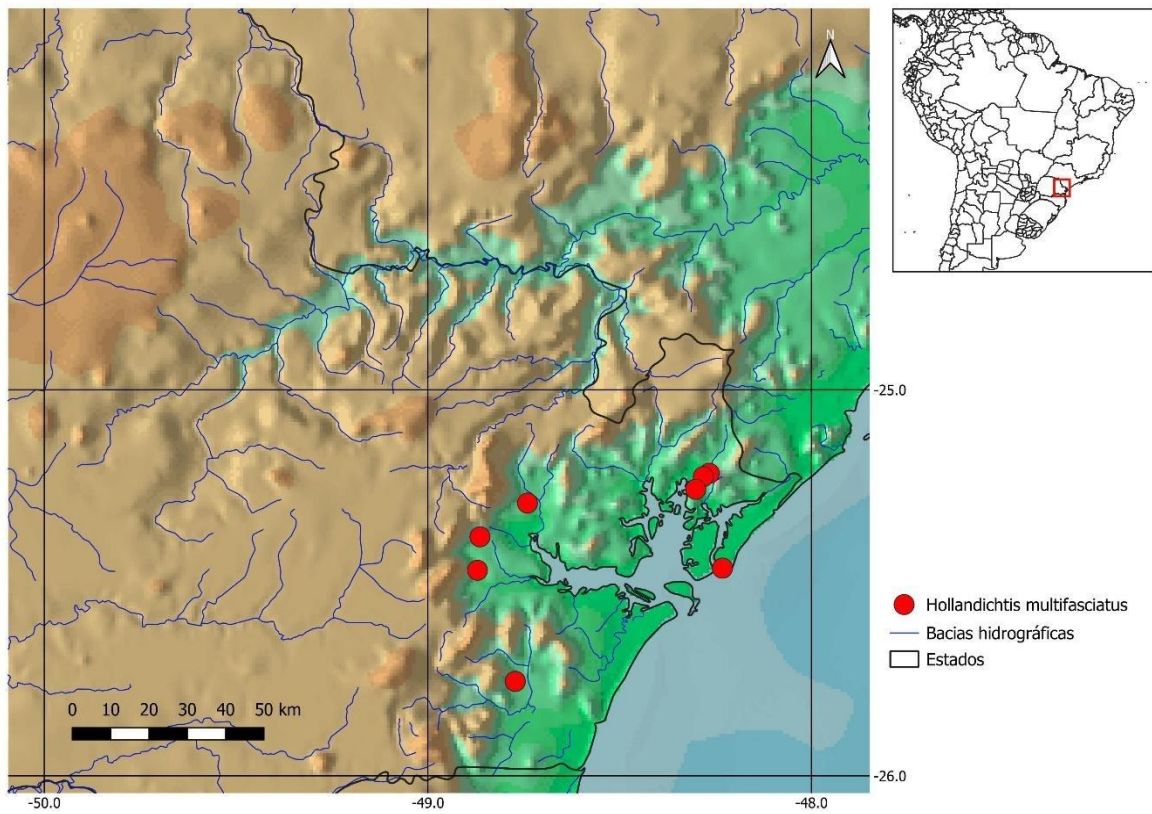 N
-25.0
Hollandichtis multifasciatus
Bacias hidrográficas
Estados
0 10 20 30 40 50 km
-26.0
-50.0 -49.0 -48.0